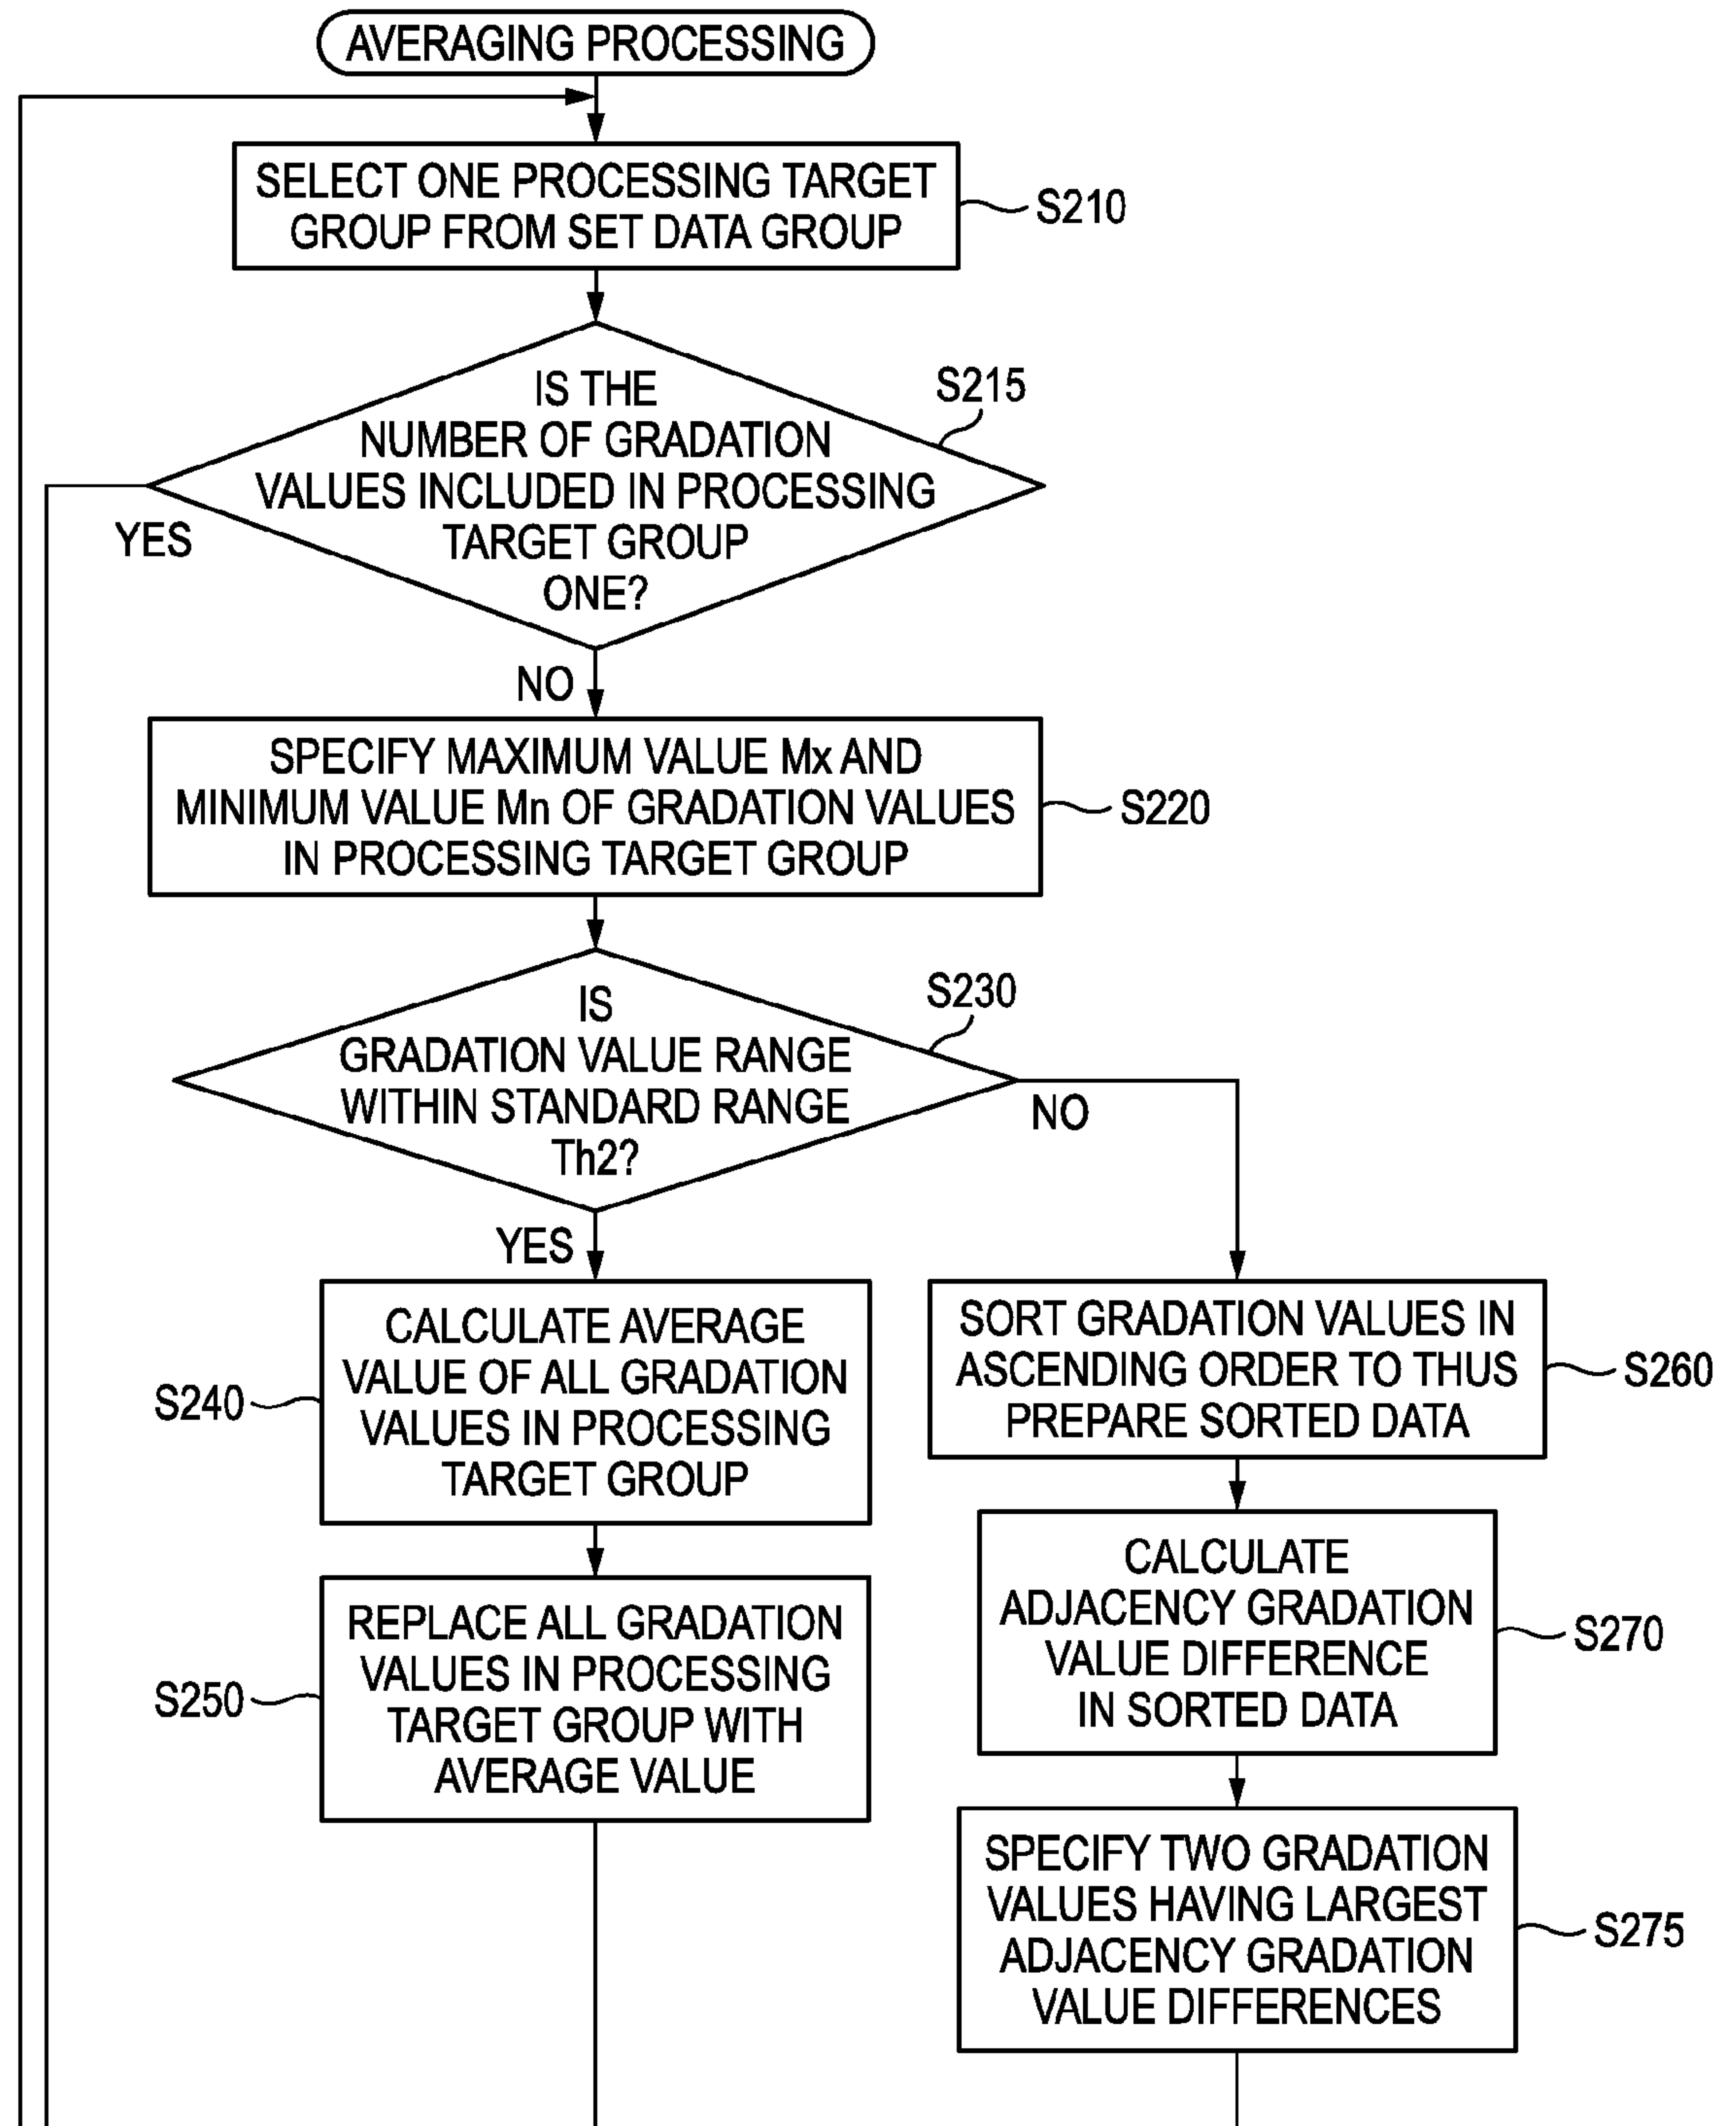 AVERAGING PROCESSING
SELECT ONE PROCESSING TARGET
GROUP FROM SET DATA GROUP
S210
IS THE
NUMBER OF GRADATION
VALUES INCLUDED IN PROCESSING
TARGET GROUP
ONE?
S215
YES
NO
SPECIFY MAXIMUM VALUE Mx AND
MINIMUM VALUE Mn OF GRADATION VALUES
IN PROCESSING TARGET GROUP
S220
IS
GRADATION VALUE RANGE
WITHIN STANDARD RANGE
Th2?
S230
NO
YES
CALCULATE AVERAGE
VALUE OF ALL GRADATION
VALUES IN PROCESSING
TARGET GROUP
S240
REPLACE ALL GRADATION
VALUES IN PROCESSING
TARGET GROUP WITH
AVERAGE VALUE
S250
SORT GRADATION VALUES IN
ASCENDING ORDER TO THUS
PREPARE SORTED DATA
S260
CALCULATE
ADJACENCY GRADATION
VALUE DIFFERENCE
IN SORTED DATA
S270
SPECIFY TWO GRADATION
VALUES HAVING LARGEST
ADJACENCY GRADATION
VALUE DIFFERENCES
S275